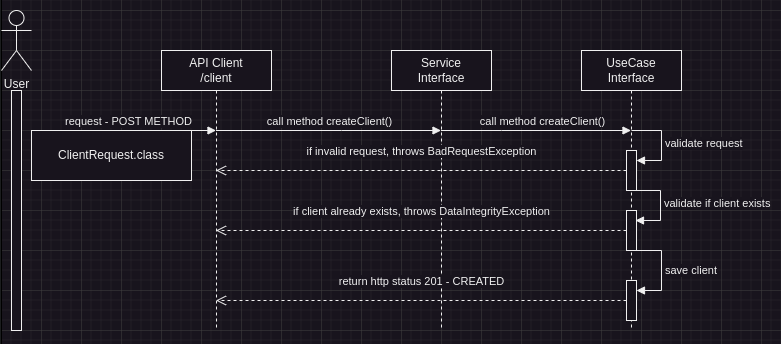 User
API Client
/client
Service
Interface
UseCase
Interface
request - POST METHOD
call method createClient()
call method createClient()
ClientRequest.class
validate request
if invalid request, throws BadRequestException
validate if client exists
if client already exists, throws DataIntegrityException
save client
return http status 201 - CREATED